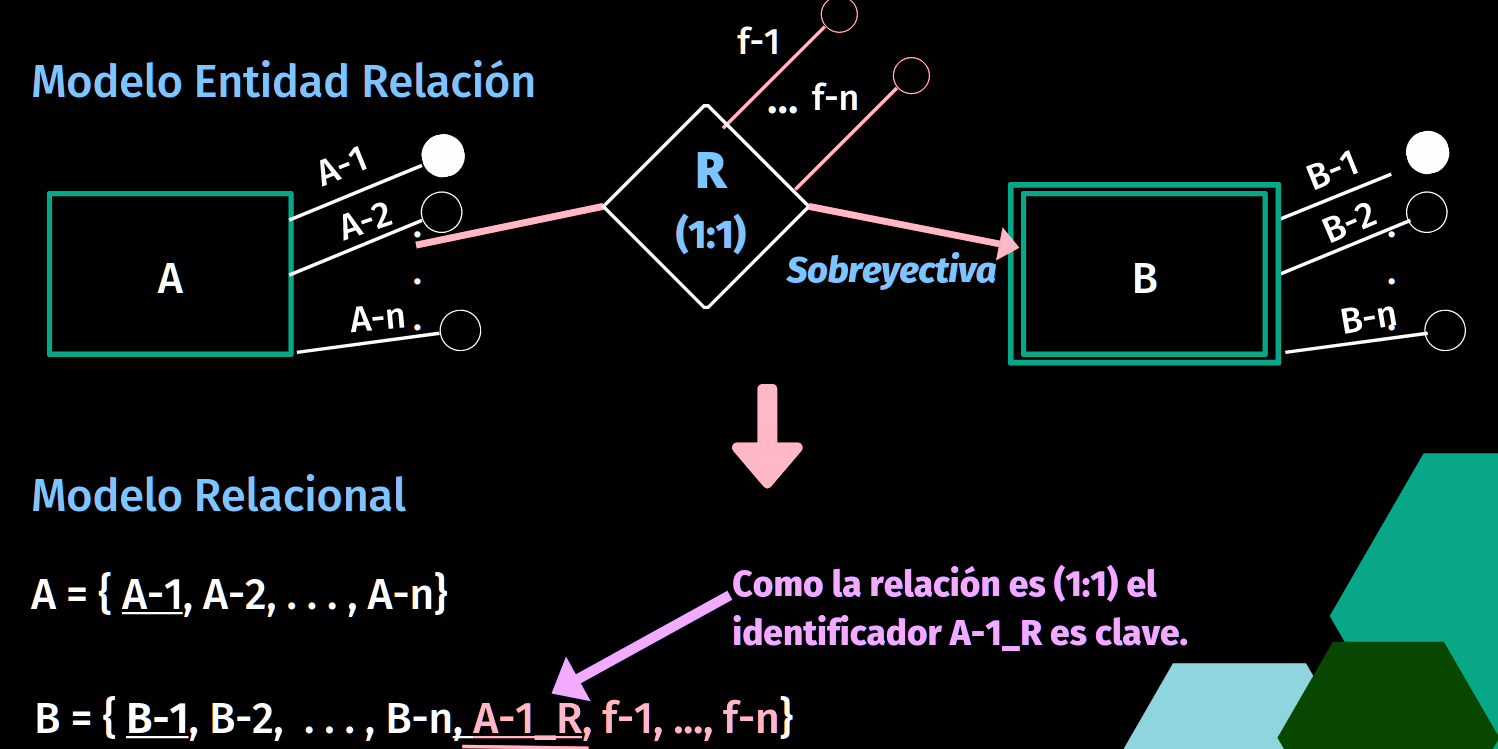 Modelo Entidad Relación
f-1
... f-n
A-1
A-2
A-n
A
R
(1:1)
Sobreyectiva
B
B-1
B-2
B-n
Modelo Relacional
A = { A-1, A-2, . . . , A-n}
Como la relación es (1:1) el
identificador A-1_R es clave.
B = { B-1, B-2, . . . , B-n, A-1_R, f-1, ..., f-n}